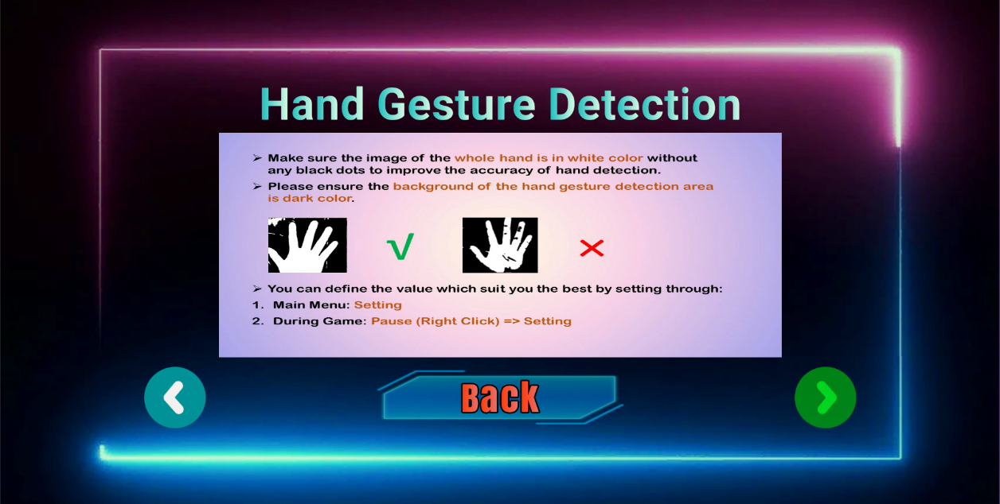 Hand Gesture Detection
➢ Make sure the image of the whole hand is in white color without
any black dots to improve the accuracy of hand detection.
➢ Please ensure the background of the hand gesture detection area
is dark color.
➢ You can define the value which suit you the best by setting through:
1. Main Menu: Setting
2. During Game: Pause (Right Click) => Setting
Back